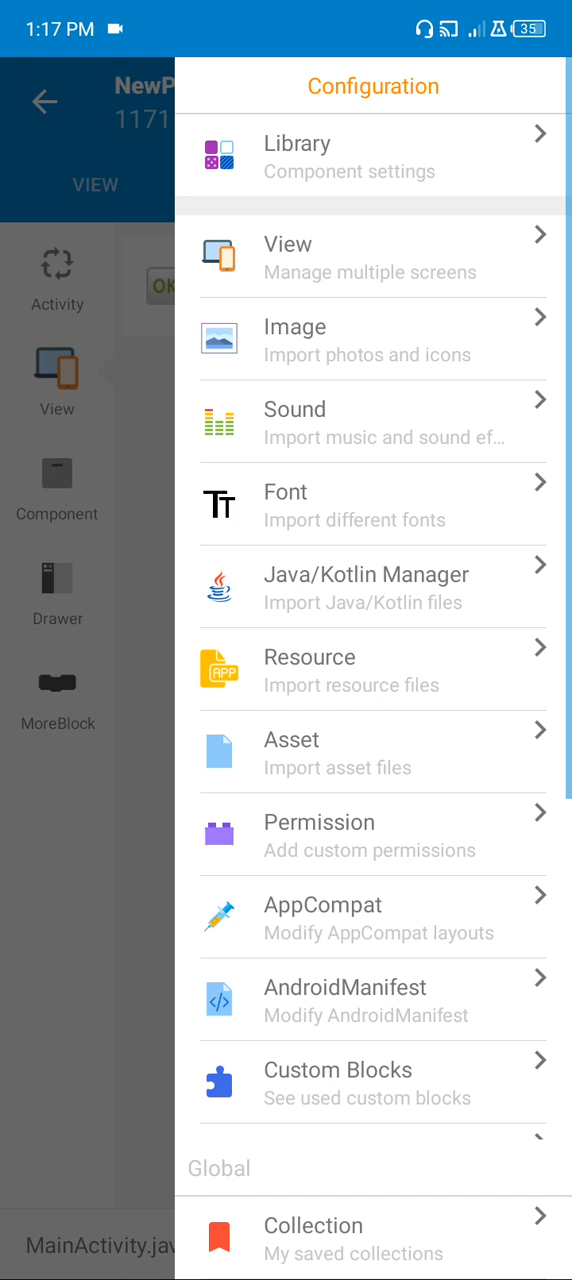 1:17 PM
35
NewP
1171
VIEW
Activity
View
Component
Drawer
MoreBlock
OK
MainActivity.jav
Configuration
Library
Component settings
View
Manage multiple screens
Image
Import photos and icons
Sound
Import music and sound ef...
Font
Import different fonts
Java/Kotlin Manager
Import Java/Kotlin files
Resource
Import resource files
APP
Asset
Import asset files
Permission
Add custom permissions
AppCompat
Modify AppCompat layouts
AndroidManifest
Modify AndroidManifest
Custom Blocks
See used custom blocks
Global
Collection
My saved collections